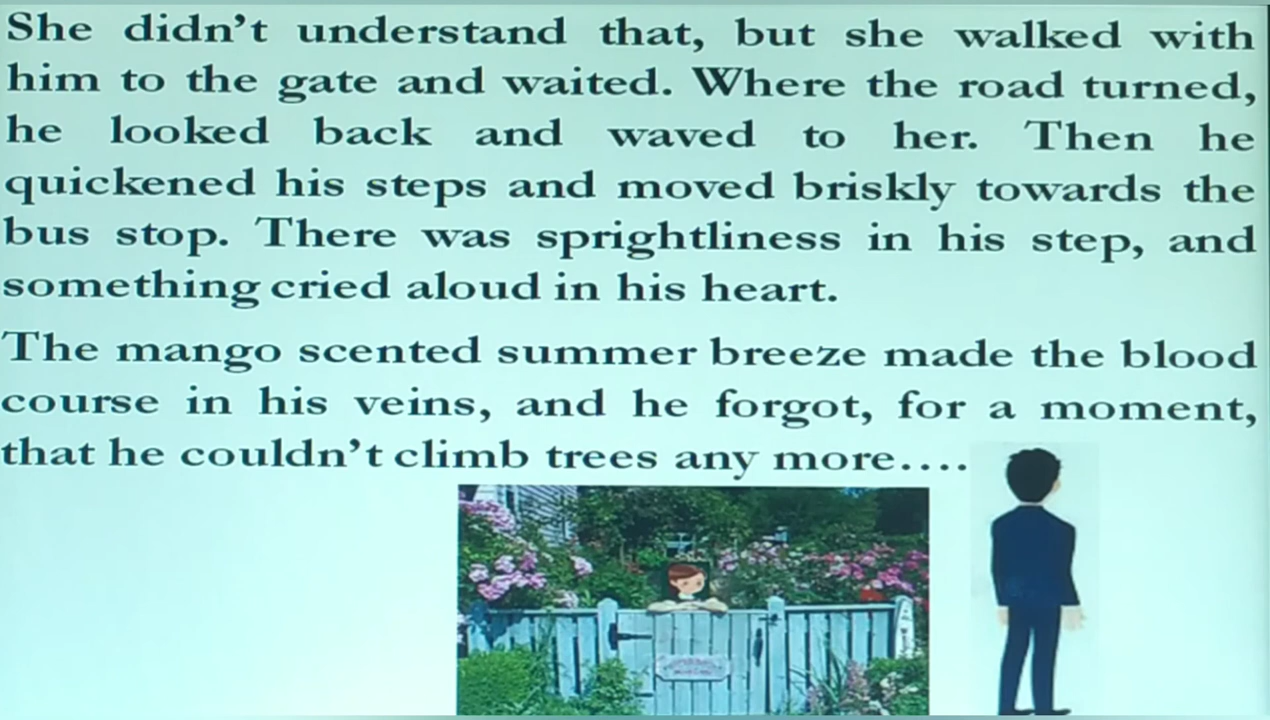 She didn’t understand that, but she walked with
him to the gate and waited. Where the road turned,
he looked back and waved to her. Then he
quickened his steps and moved briskly towards the
bus stop. There was sprightliness in his step, and
something cried aloud in his heart.
The mango scented summer breeze made the blood
course in his veins, and he forgot, for a moment,
that he couldn’t climb trees any more….